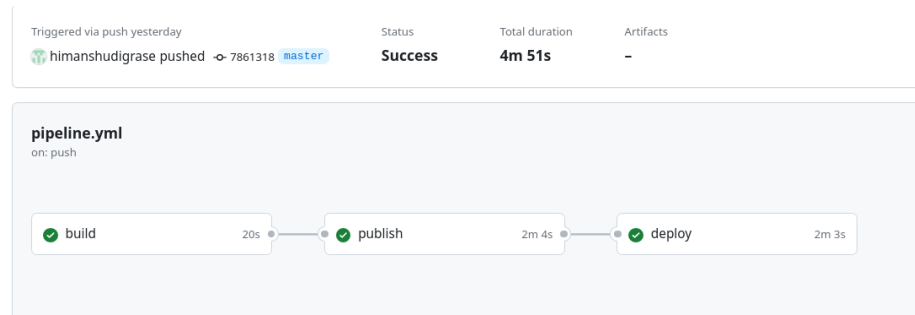 Triggered via push yesterday
himanshudigrase pushed 7861318 master
Status
Success
Total duration
4m 51s
Artifacts
–
pipeline.yml
on: push
build 20s
publish 2m 4s
deploy 2m 3s